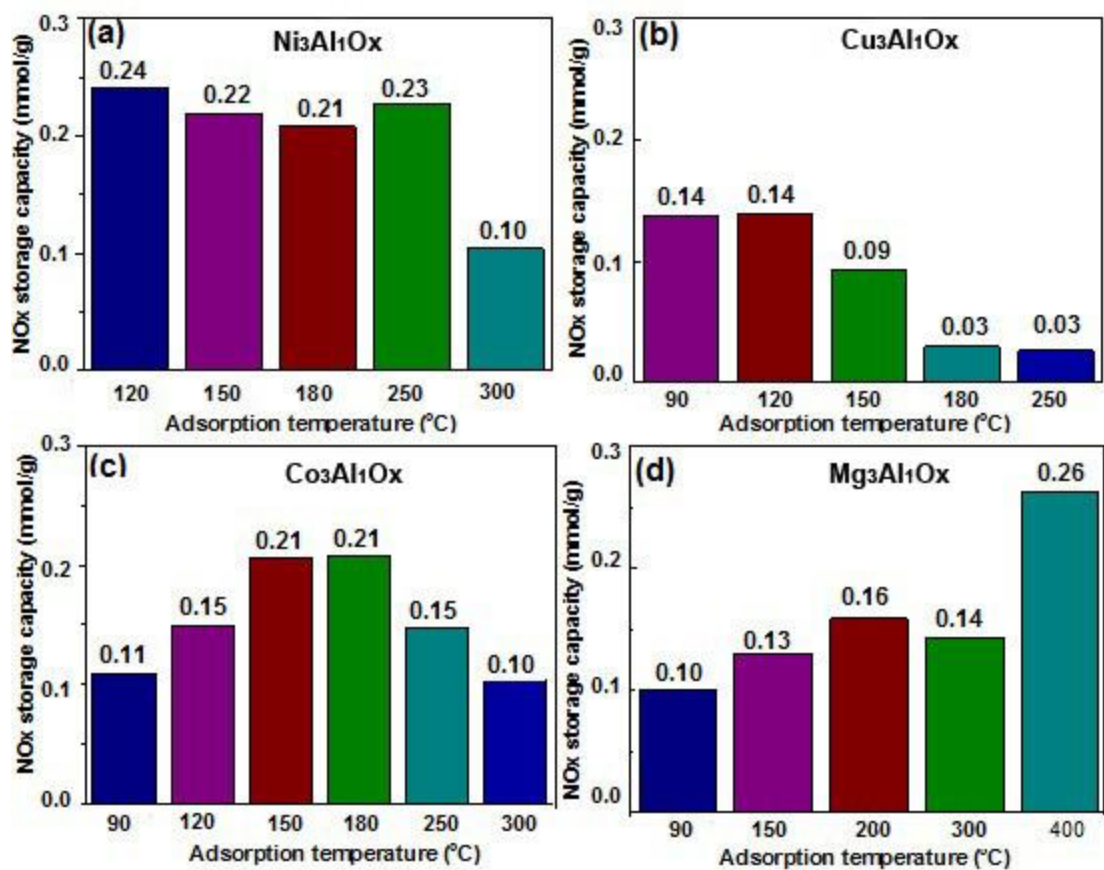 (a) Ni₃Al₁Ox
NOx storage capacity (mmol/g)
0.3
0.2
0.1
0.0
0.24
0.22
0.21
0.23
0.10
120 150 180 250 300
Adsorption temperature (°C)
(b) Cu₃Al₁Ox
NOx storage capacity (mmol/g)
0.3
0.2
0.1
0.0
0.14
0.14
0.09
0.03
0.03
90 120 150 180 250
Adsorption temperature (°C)
(c) Co₃Al₁Ox
NOx storage capacity (mmol/g)
0.3
0.2
0.1
0.0
0.11
0.15
0.21
0.21
0.15
0.10
90 120 150 180 250 300
Adsorption temperature (°C)
(d) Mg₃Al₁Ox
NOx storage capacity (mmol/g)
0.3
0.2
0.1
0.0
0.10
0.13
0.16
0.14
0.26
90 150 200 300 400
Adsorption temperature (°C)